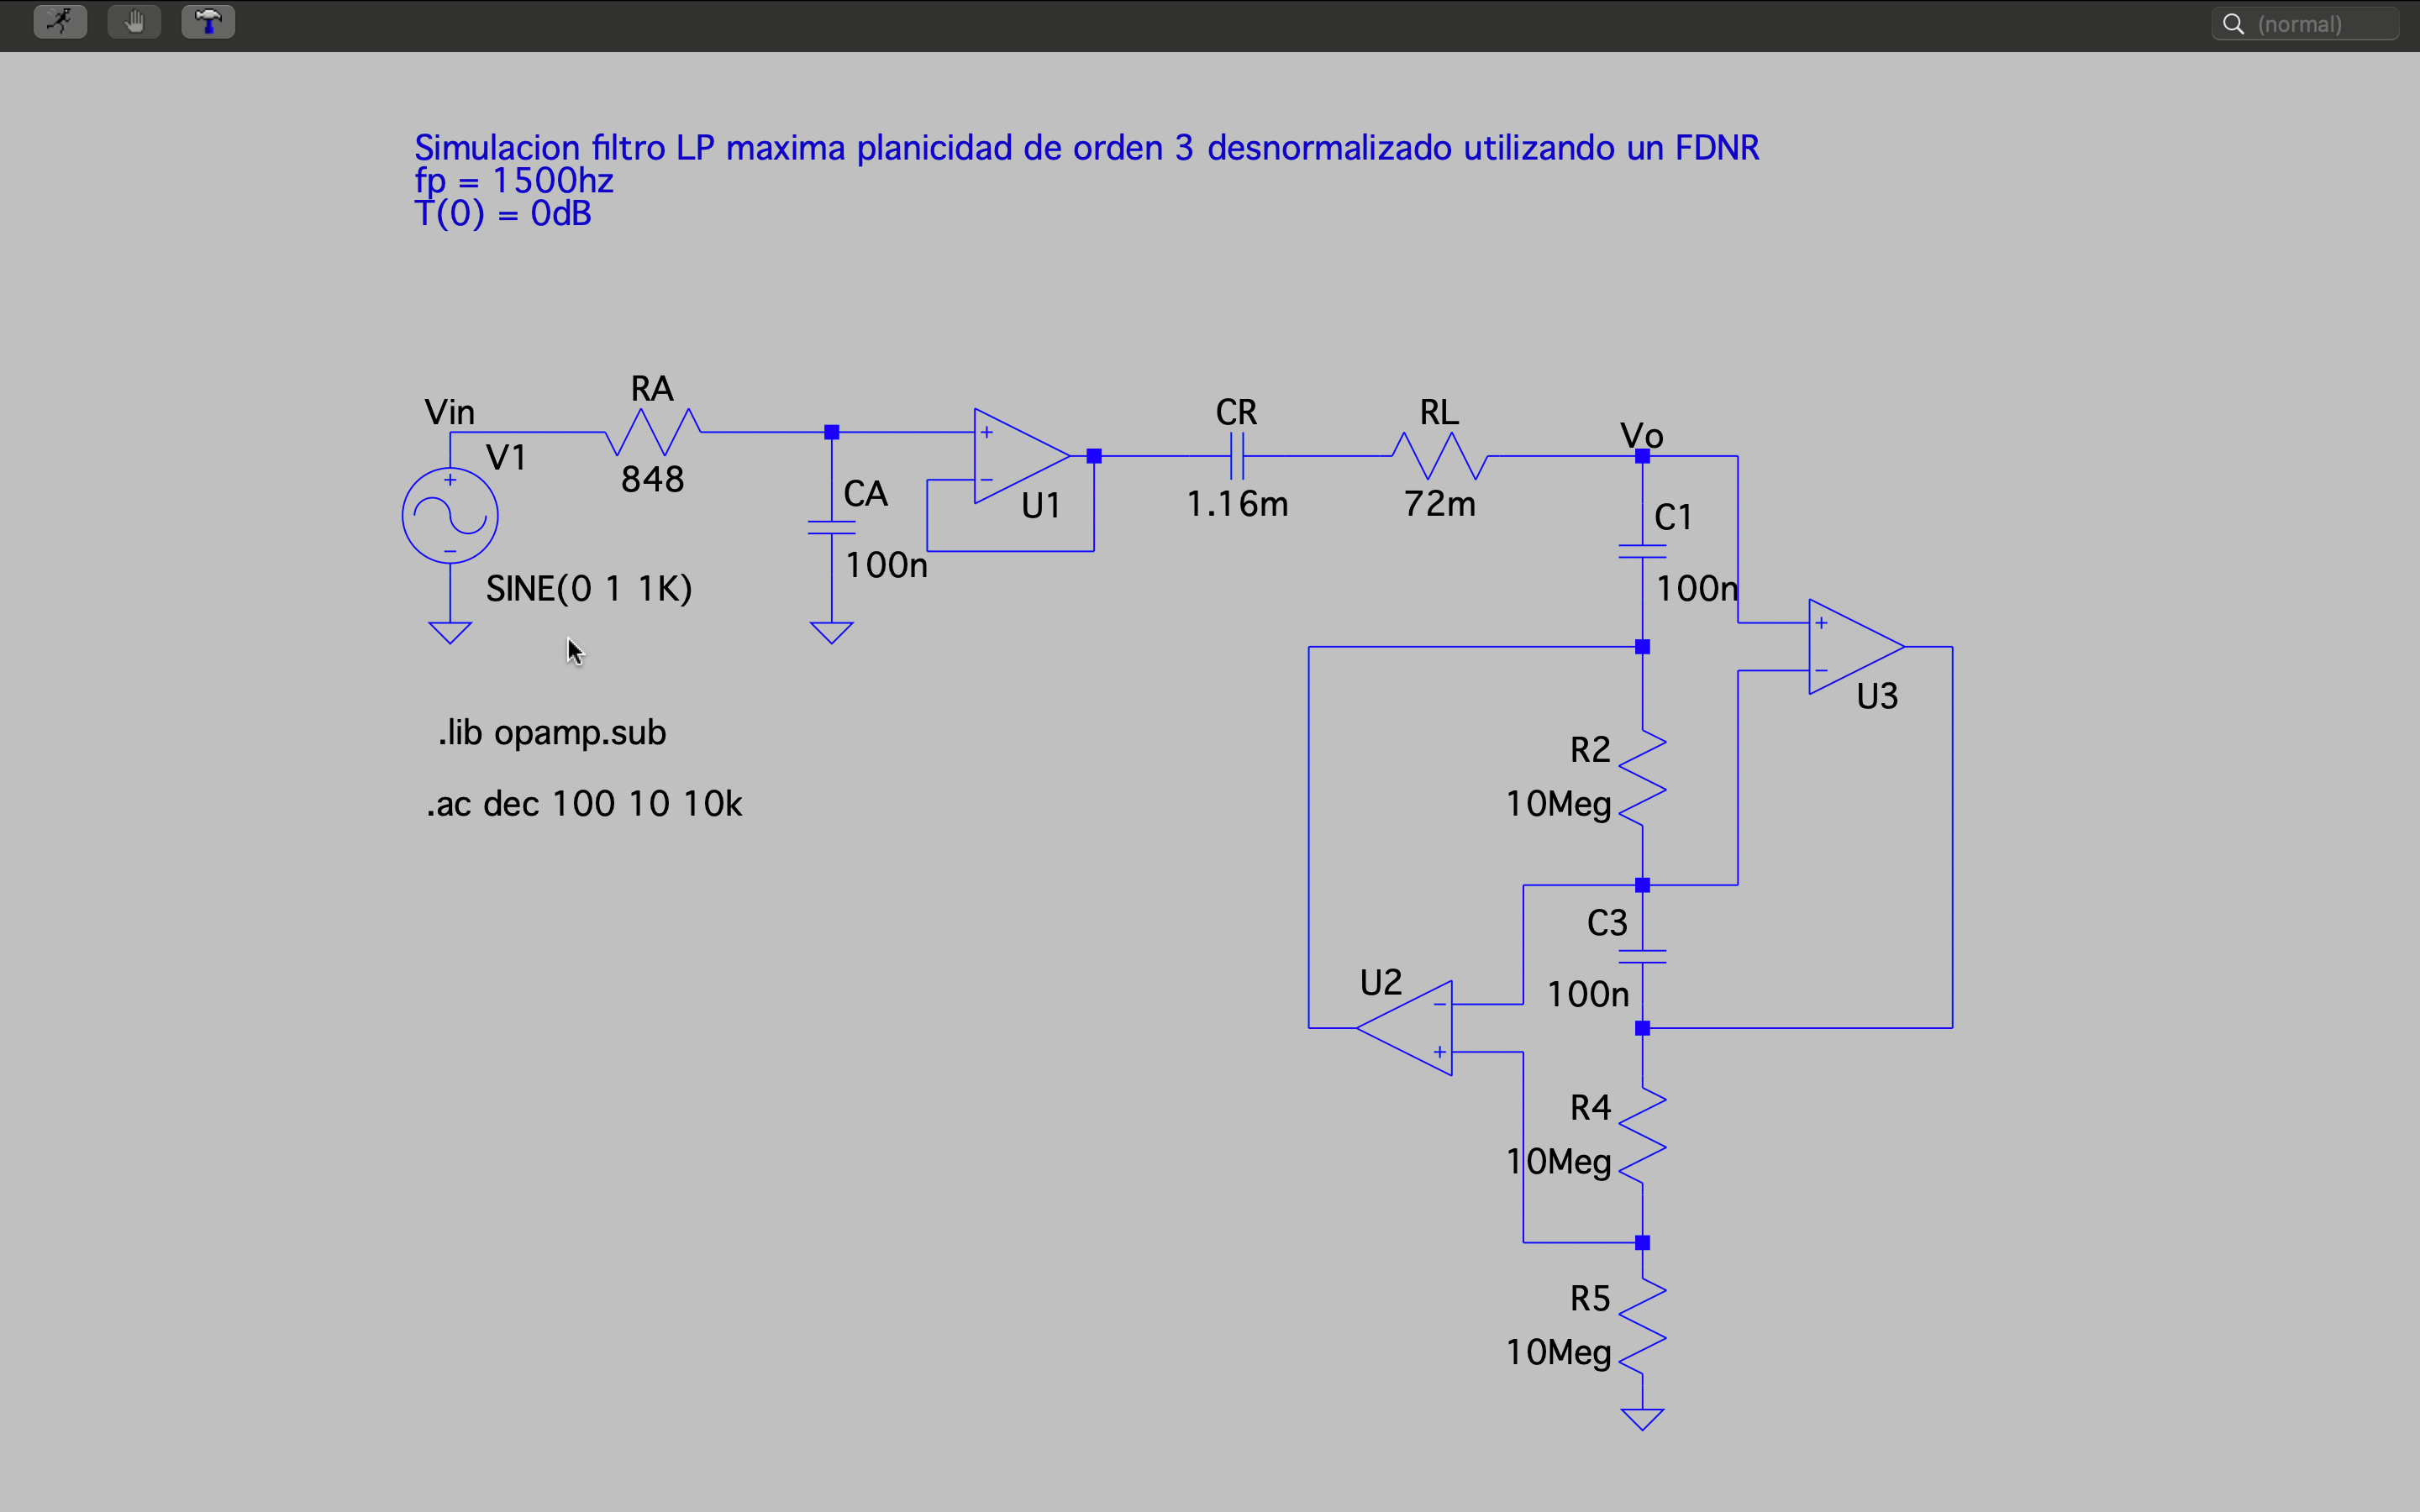 (normal)
Simulacion filtro LP maxima planicidad de orden 3 desnormalizado utilizando un FDNR
fp = 1500hz
T(0) = 0dB
Vin
V1
SINE(0 1 1K)
RA
848
CA
100n
U1
CR
1.16m
RL
72m
Vo
C1
100n
U3
R2
10Meg
C3
100n
U2
R4
10Meg
R5
10Meg
.lib opamp.sub
.ac dec 100 10 10k